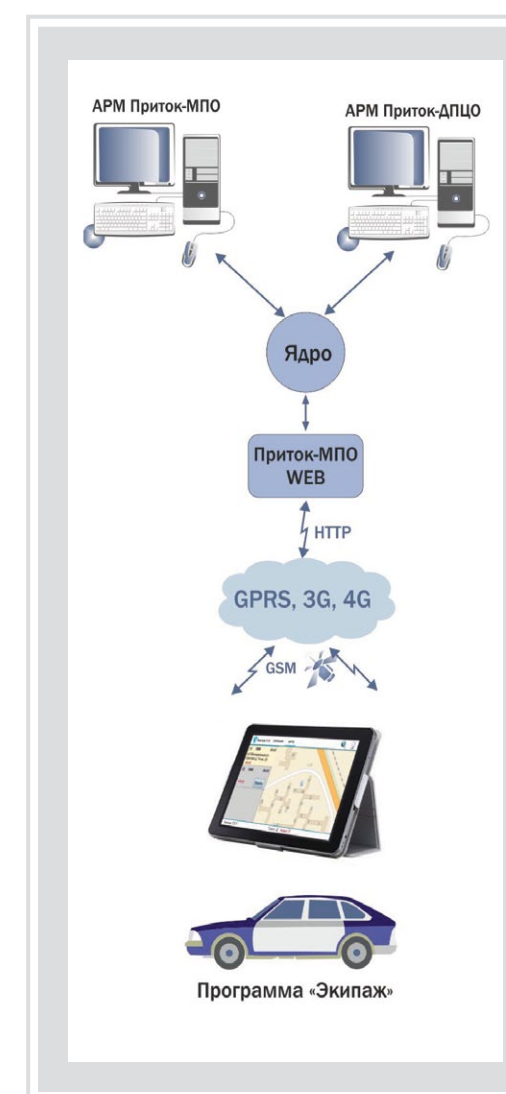 АРМ Приток-МПО
АРМ Приток-ДПЦО
Ядро
Приток-МПО
WEB
HTTP
GPRS, 3G, 4G
GSM
Программа «Экипаж»